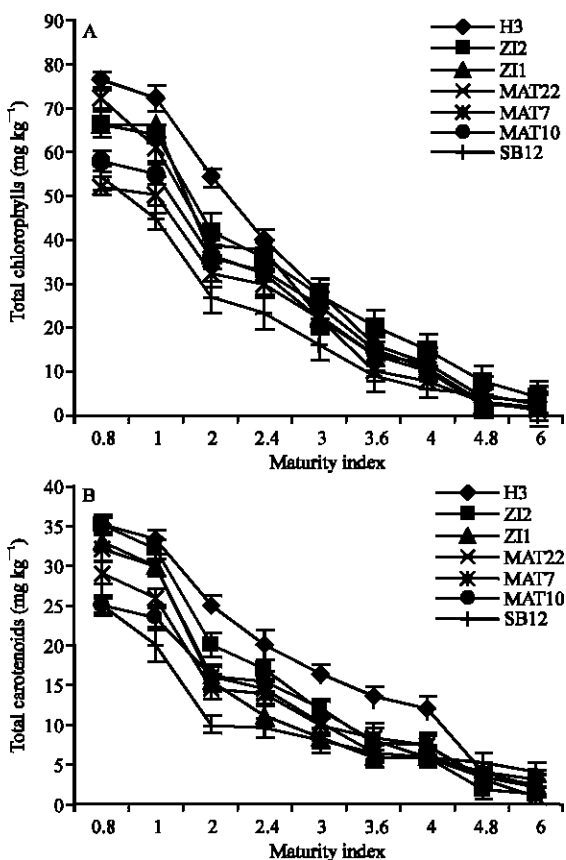 A
H3
ZI2
ZI1
MAT22
MAT7
MAT10
SB12
Total chlorophylls (mg kg⁻¹)
90
80
70
60
50
40
30
20
10
0
0.8 1 2 2.4 3 3.6 4 4.8 6
Maturity index
B
H3
ZI2
ZI1
MAT22
MAT7
MAT10
SB12
Total carotenoids (mg kg⁻¹)
40
35
30
25
20
15
10
5
0
0.8 1 2 2.4 3 3.6 4 4.8 6
Maturity index